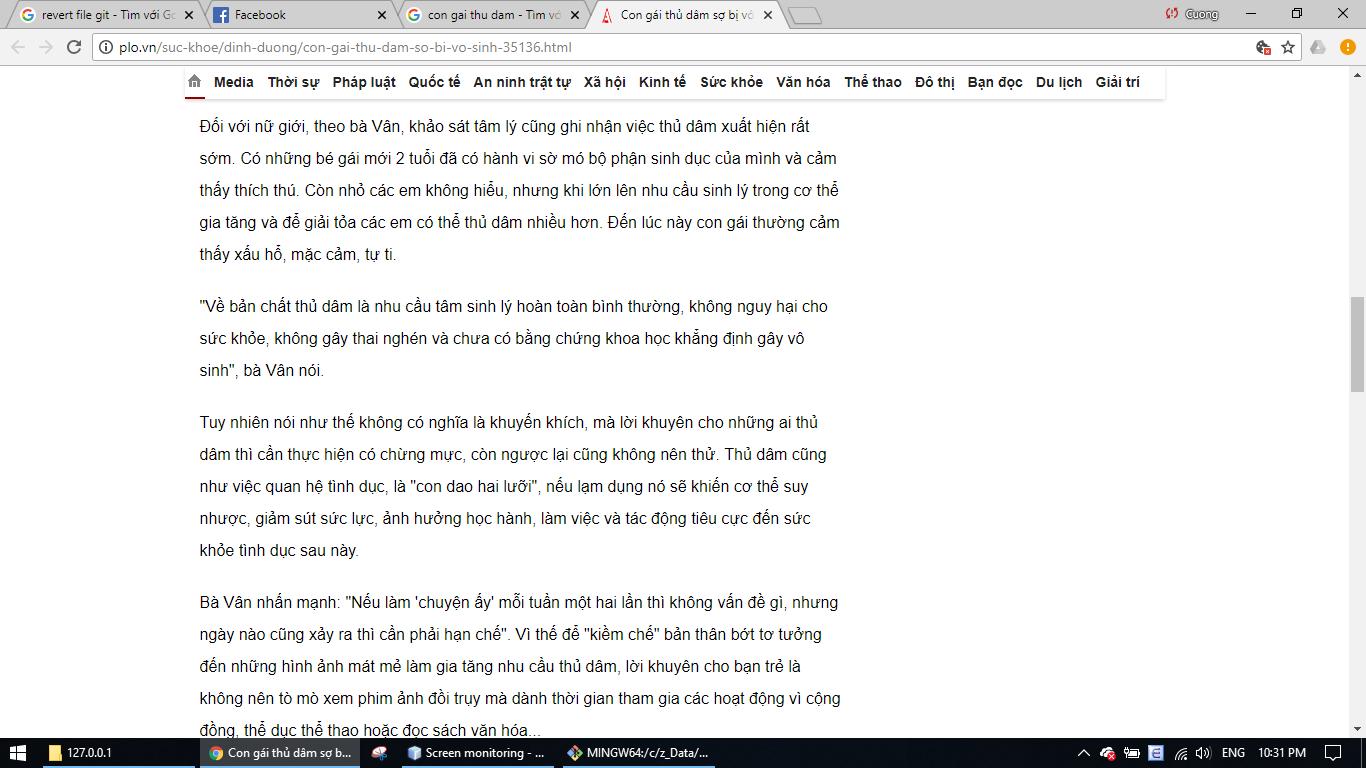 revert file git - Tìm với Go
Facebook
con gai thu dam - Tìm vớ
Con gái thủ dâm sợ bị vô
Cuong
plo.vn/suc-khoe/dinh-duong/con-gai-thu-dam-so-bi-vo-sinh-35136.html
Media Thời sự Pháp luật Quốc tế An ninh trật tự Xã hội Kinh tế Sức khỏe Văn hóa Thể thao Đô thị Bạn đọc Du lịch Giải trí
Đối với nữ giới, theo bà Vân, khảo sát tâm lý cũng ghi nhận việc thủ dâm xuất hiện rất
sớm. Có những bé gái mới 2 tuổi đã có hành vi sờ mó bộ phận sinh dục của mình và cảm
thấy thích thú. Còn nhỏ các em không hiểu, nhưng khi lớn lên nhu cầu sinh lý trong cơ thể
gia tăng và để giải tỏa các em có thể thủ dâm nhiều hơn. Đến lúc này con gái thường cảm
thấy xấu hổ, mặc cảm, tự ti.
"Về bản chất thủ dâm là nhu cầu tâm sinh lý hoàn toàn bình thường, không nguy hại cho
sức khỏe, không gây thai nghén và chưa có bằng chứng khoa học khẳng định gây vô
sinh", bà Vân nói.
Tuy nhiên nói như thế không có nghĩa là khuyến khích, mà lời khuyên cho những ai thủ
dâm thì cần thực hiện có chừng mực, còn ngược lại cũng không nên thử. Thủ dâm cũng
như việc quan hệ tình dục, là "con dao hai lưỡi", nếu lạm dụng nó sẽ khiến cơ thể suy
nhược, giảm sút sức lực, ảnh hưởng học hành, làm việc và tác động tiêu cực đến sức
khỏe tình dục sau này.
Bà Vân nhấn mạnh: "Nếu làm 'chuyện ấy' mỗi tuần một hai lần thì không vấn đề gì, nhưng
ngày nào cũng xảy ra thì cần phải hạn chế". Vì thế để "kiềm chế" bản thân bớt tơ tưởng
đến những hình ảnh mát mẻ làm gia tăng nhu cầu thủ dâm, lời khuyên cho bạn trẻ là
không nên tò mò xem phim ảnh đồi trụy mà dành thời gian tham gia các hoạt động vì cộng
đồng, thể dục thể thao hoặc đọc sách văn hóa...
127.0.0.1
Con gái thủ dâm sợ b...
Screen monitoring - ...
MINGW64:/c/z_Data/...
ENG
10:31 PM